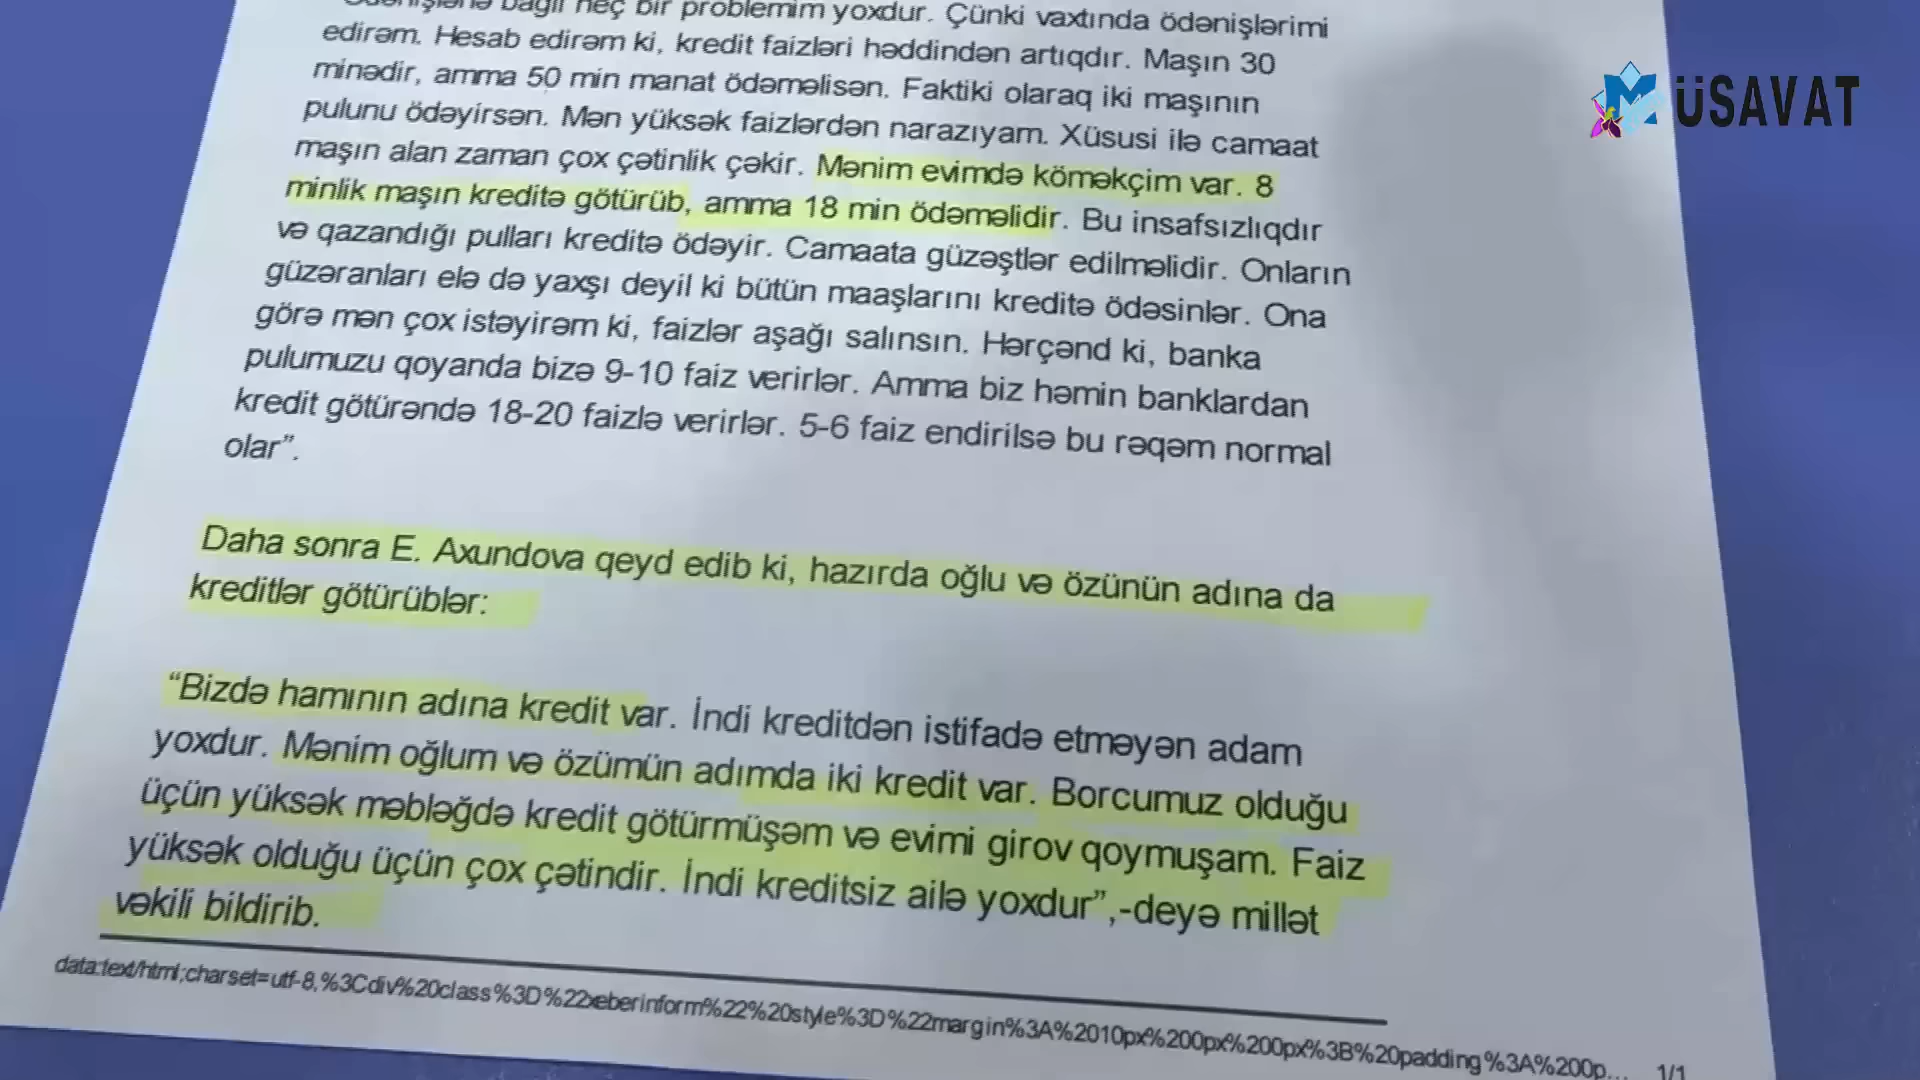 bağlı heç bir problemim yoxdur. Çünki vaxtında ödənişlərimi
edirəm. Hesab edirəm ki, kredit faizləri həddindən artıqdır. Maşın 30
minədir, amma 50 min manat ödəməlisən. Faktiki olaraq iki maşının
pulunu ödəyirsən. Mən yüksək faizlərdən narazıyam. Xüsusi ilə camaat
maşın alan zaman çox çətinlik çəkir. Mənim evimdə köməkçim var. 8
minlik maşın kreditə götürüb, amma 18 min ödəməlidir. Bu insafsızlıqdır
və qazandığı pulları kreditə ödəyir. Camaata güzəştlər edilməlidir. Onların
güzəranları elə də yaxşı deyil ki bütün maaşlarını kreditə ödəsinlər. Ona
görə mən çox istəyirəm ki, faizlər aşağı salınsın. Hərçənd ki, banka
pulumuzu qoyanda bizə 9-10 faiz verirlər. Amma biz həmin banklardan
kredit götürəndə 18-20 faizlə verirlər. 5-6 faiz endirilsə bu rəqəm normal
olar”.
Daha sonra E. Axundova qeyd edib ki, hazırda oğlu və özünün adına da
kreditlər götürüblər:
“Bizdə hamının adına kredit var. İndi kreditdən istifadə etməyən adam
yoxdur. Mənim oğlum və özümün adımda iki kredit var. Borcumuz olduğu
üçün yüksək məbləğdə kredit götürmüşəm və evimi girov qoymuşam. Faiz
yüksək olduğu üçün çox çətindir. İndi kreditsiz ailə yoxdur”,-deyə millət
vəkili bildirib.
data:text/html;charset=utf-8,%3Cdiv%20class%3D%22xeberinform%22%20style%3D%22margin%3A%2010px%200px%200px%3B%20padding%3A%200p... 1/1
MÜSAVAT